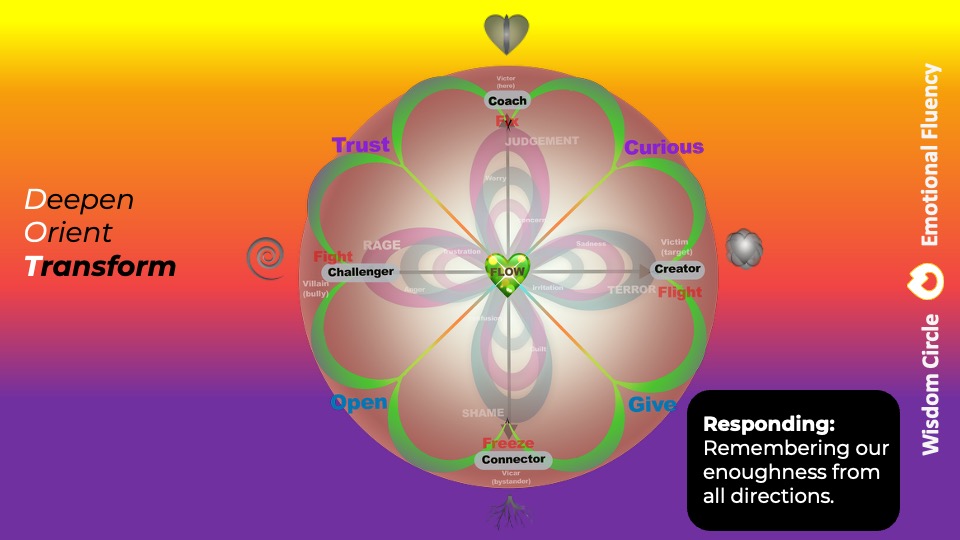 Deepen
Orient
Transform
Victor
(hero)
Coach
Fix
JUDGEMENT
Trust
Curious
Worry
RAGE
Frustration
Sadness
Victim
(target)
Fight
Challenger
FLOW
Creator
Villain
(bully)
Anger
Irritation
TERROR
Flight
Guilt
Open
Give
SHAME
Freeze
Connector
Vicar
(bystander)
Responding:
Remembering our
enoughness from
all directions.
Wisdom Circle
Emotional Fluency